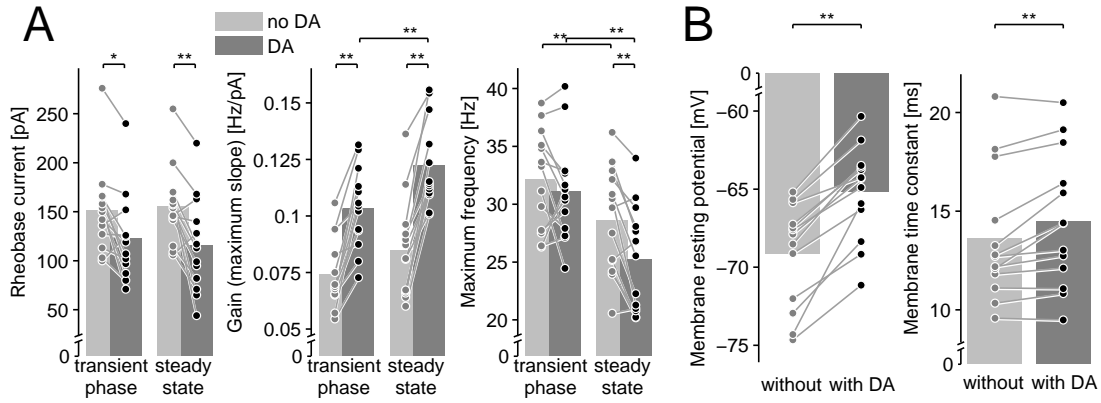 A
no DA
DA
B
Rheobase current [pA]
*
**
250
200
150
100
50
0
transient
phase
steady
state
Gain (maximum slope) [Hz/pA]
**
**
**
0.15
0.125
0.1
0.075
0.05
0
transient
phase
steady
state
Maximum frequency [Hz]
**
**
**
40
35
30
25
20
0
transient
phase
steady
state
Membrane resting potential [mV]
**
0
−60
−65
−70
−75
without
with DA
Membrane time constant [ms]
**
20
15
10
0
without
with DA